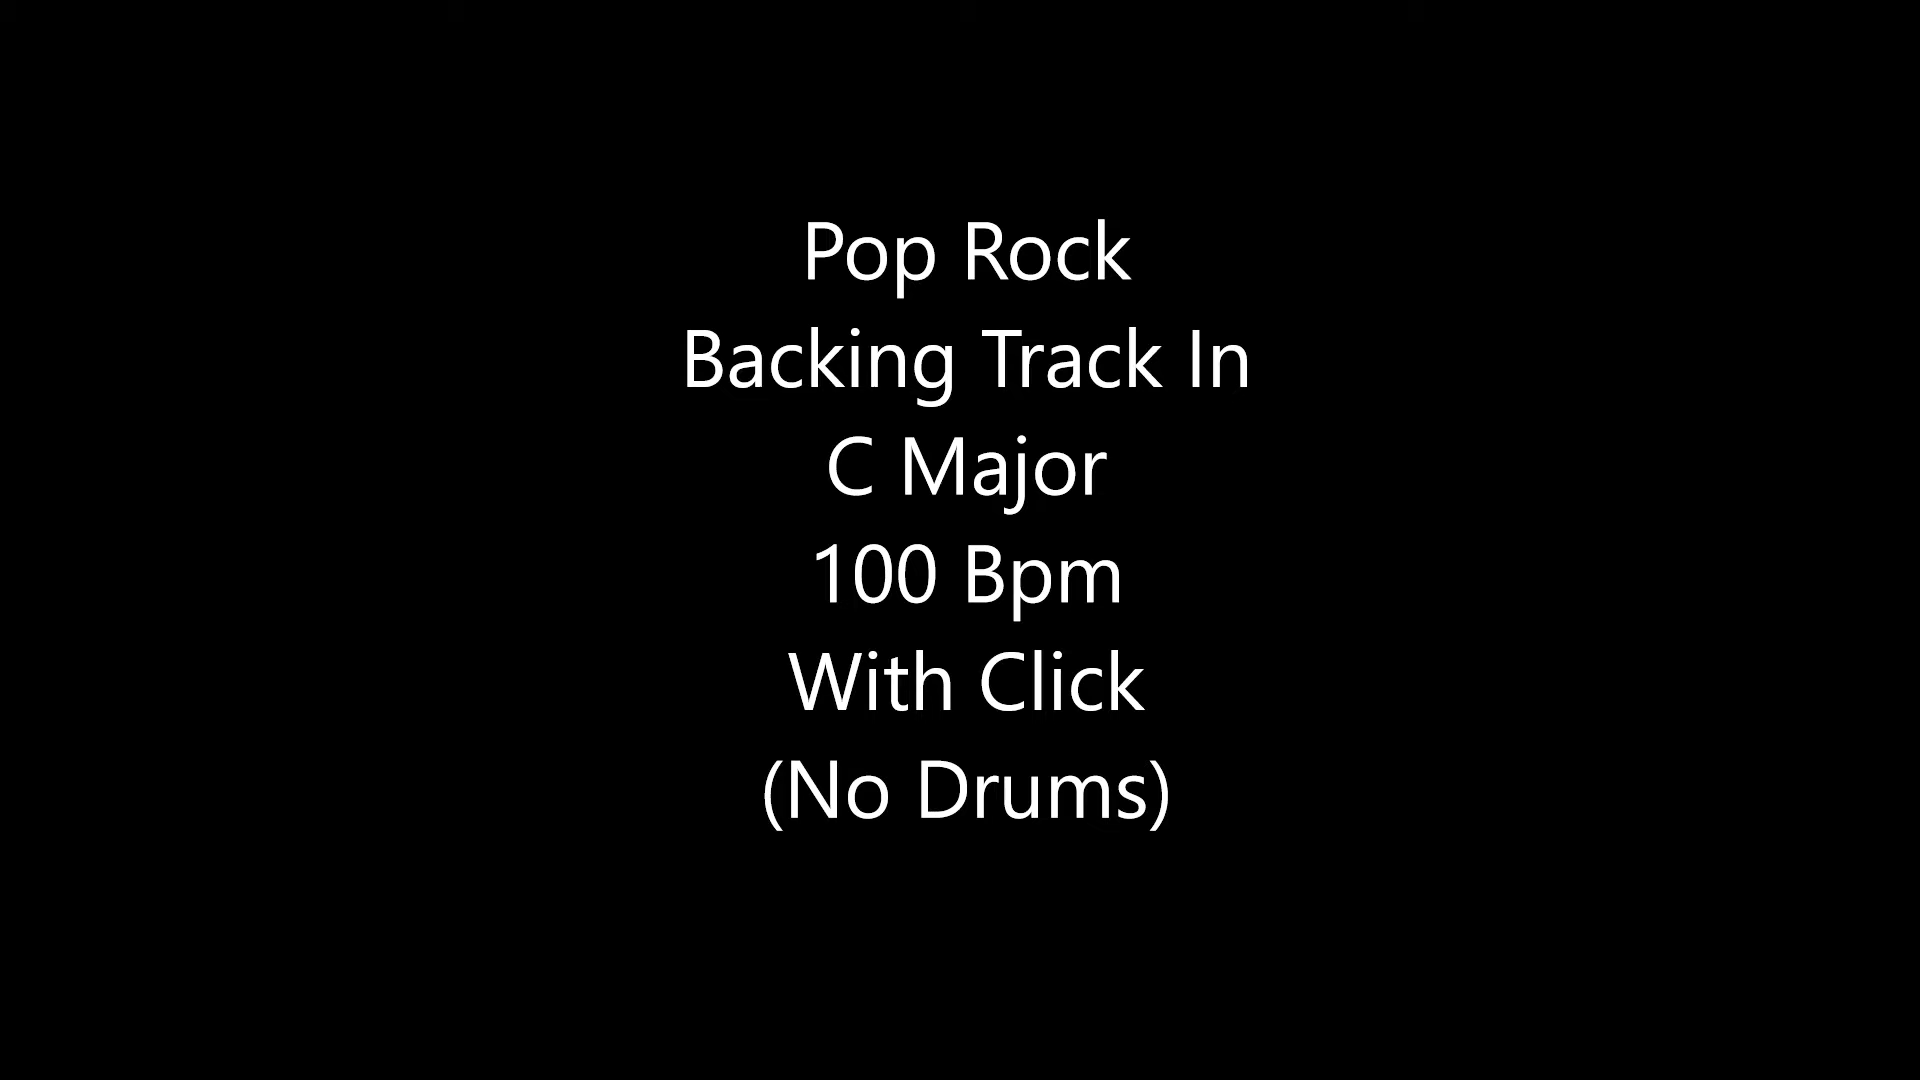 Pop Rock
Backing Track In
C Major
100 Bpm
With Click
(No Drums)